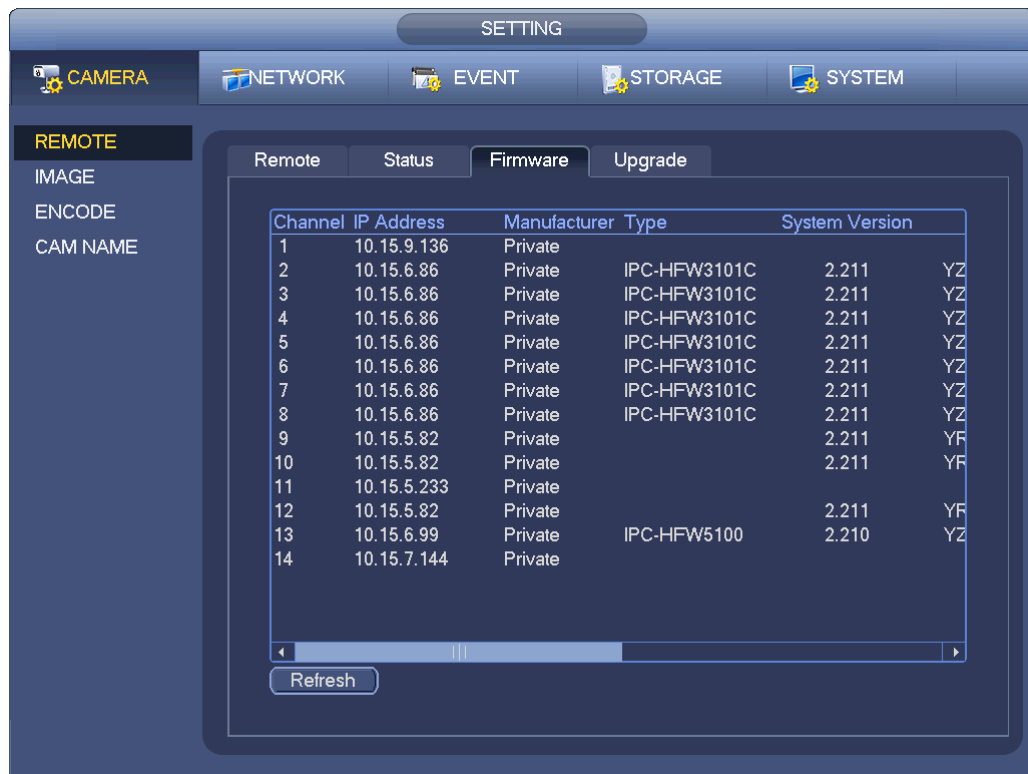 SETTING
CAMERA NETWORK EVENT STORAGE SYSTEM
REMOTE
IMAGE
ENCODE
CAM NAME
Remote Status Firmware Upgrade
Channel IP Address Manufacturer Type System Version
1 10.15.9.136 Private
2 10.15.6.86 Private IPC-HFW3101C 2.211 YZ
3 10.15.6.86 Private IPC-HFW3101C 2.211 YZ
4 10.15.6.86 Private IPC-HFW3101C 2.211 YZ
5 10.15.6.86 Private IPC-HFW3101C 2.211 YZ
6 10.15.6.86 Private IPC-HFW3101C 2.211 YZ
7 10.15.6.86 Private IPC-HFW3101C 2.211 YZ
8 10.15.6.86 Private IPC-HFW3101C 2.211 YZ
9 10.15.5.82 Private 2.211 YR
10 10.15.5.82 Private 2.211 YR
11 10.15.5.233 Private
12 10.15.5.82 Private 2.211 YR
13 10.15.6.99 Private IPC-HFW5100 2.210 YZ
14 10.15.7.144 Private
Refresh